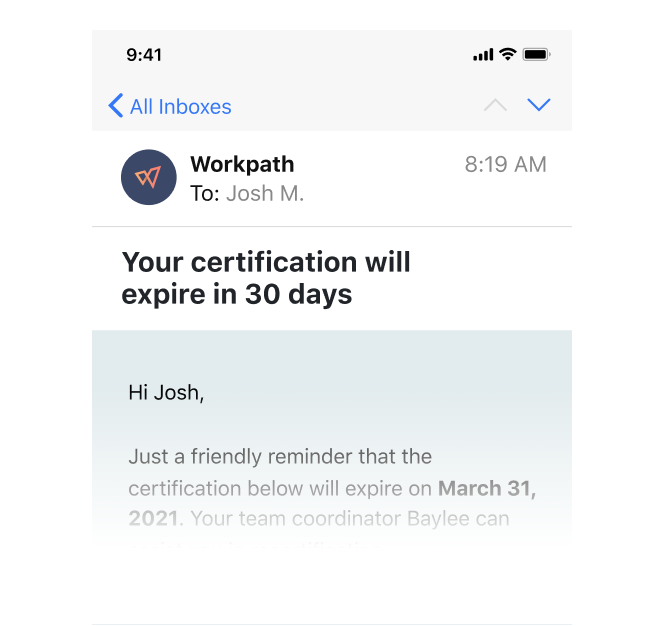 9:41
All Inboxes
Workpath
8:19 AM
To: Josh M.
Your certification will
expire in 30 days
Hi Josh,
Just a friendly reminder that the
certification below will expire on March 31,
2021. Your team coordinator Baylee can